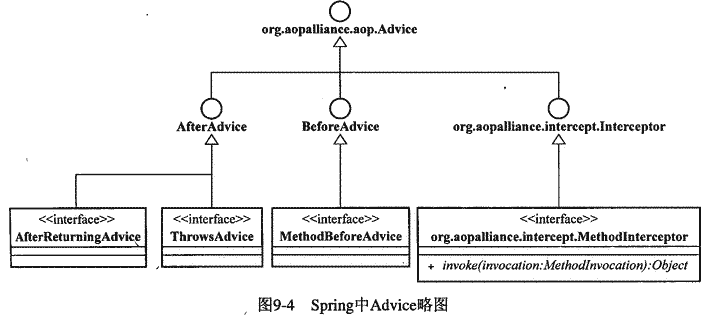 org.aopalliance.aop.Advice
AfterAdvice
BeforeAdvice
org.aopalliance.intercept.Interceptor
<<interface>>
AfterReturningAdvice
<<interface>>
ThrowsAdvice
<<interface>>
MethodBeforeAdvice
<<interface>>
org.aopalliance.intercept.MethodInterceptor
+ invoke(invocation:MethodInvocation):Object
图9-4 Spring中Advice略图